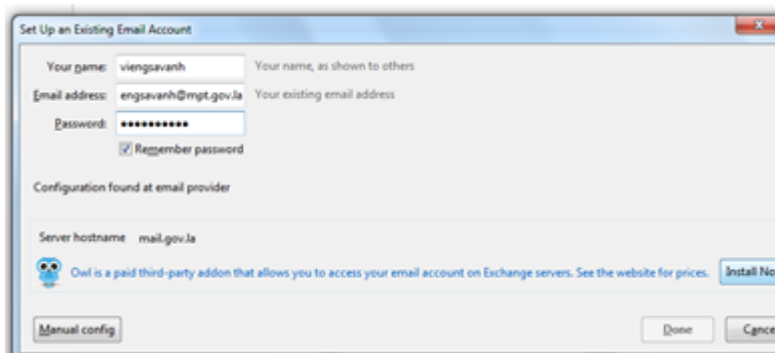 Set Up an Existing Email Account
Your name: viengsavanh Your name, as shown to others
Email address: engsavanh@mpt.gov.la Your existing email address
Password: ••••••••••
Remember password
Configuration found at email provider
Server hostname mail.gov.la
Owl is a paid third-party addon that allows you to access your email account on Exchange servers. See the website for prices. Install No
Manual config Done Cance